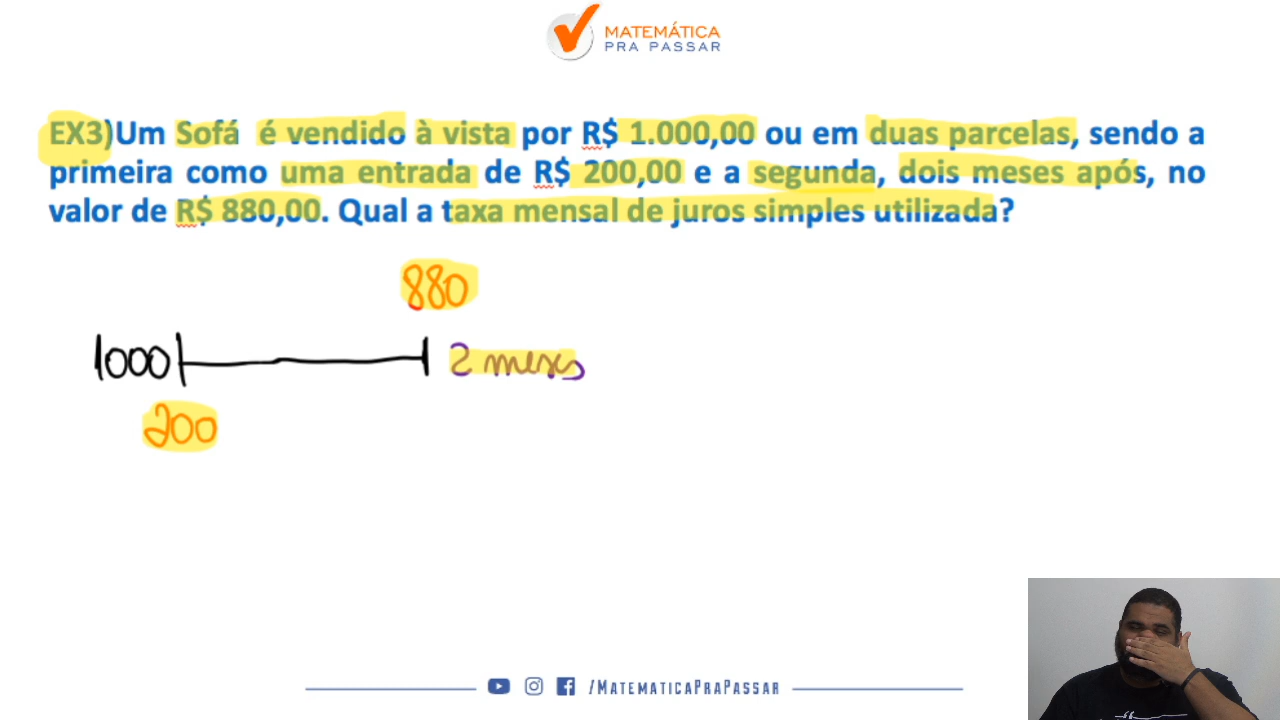 MATEMÁTICA
PRA PASSAR
EX3)Um Sofá é vendido à vista por R$ 1.000,00 ou em duas parcelas, sendo a
primeira como uma entrada de R$ 200,00 e a segunda, dois meses após, no
valor de R$ 880,00. Qual a taxa mensal de juros simples utilizada?
880
1000
2 meses
200
/MATEMATICAPRAPASSAR